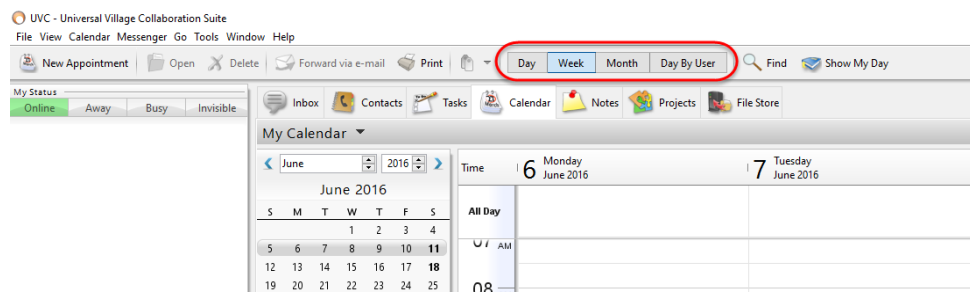 UVC - Universal Village Collaboration Suite
File View Calendar Messenger Go Tools Window Help
New Appointment Open Delete Forward via e-mail Print Day Week Month Day By User Find Show My Day
My Status
Online Away Busy Invisible
Inbox Contacts Tasks Calendar Notes Projects File Store
My Calendar
June 2016
June 2016
S M T W T F S
1 2 3 4
5 6 7 8 9 10 11
12 13 14 15 16 17 18
19 20 21 22 23 24 25
Time 6 Monday 7 Tuesday
June 2016 June 2016
All Day
07 AM
08